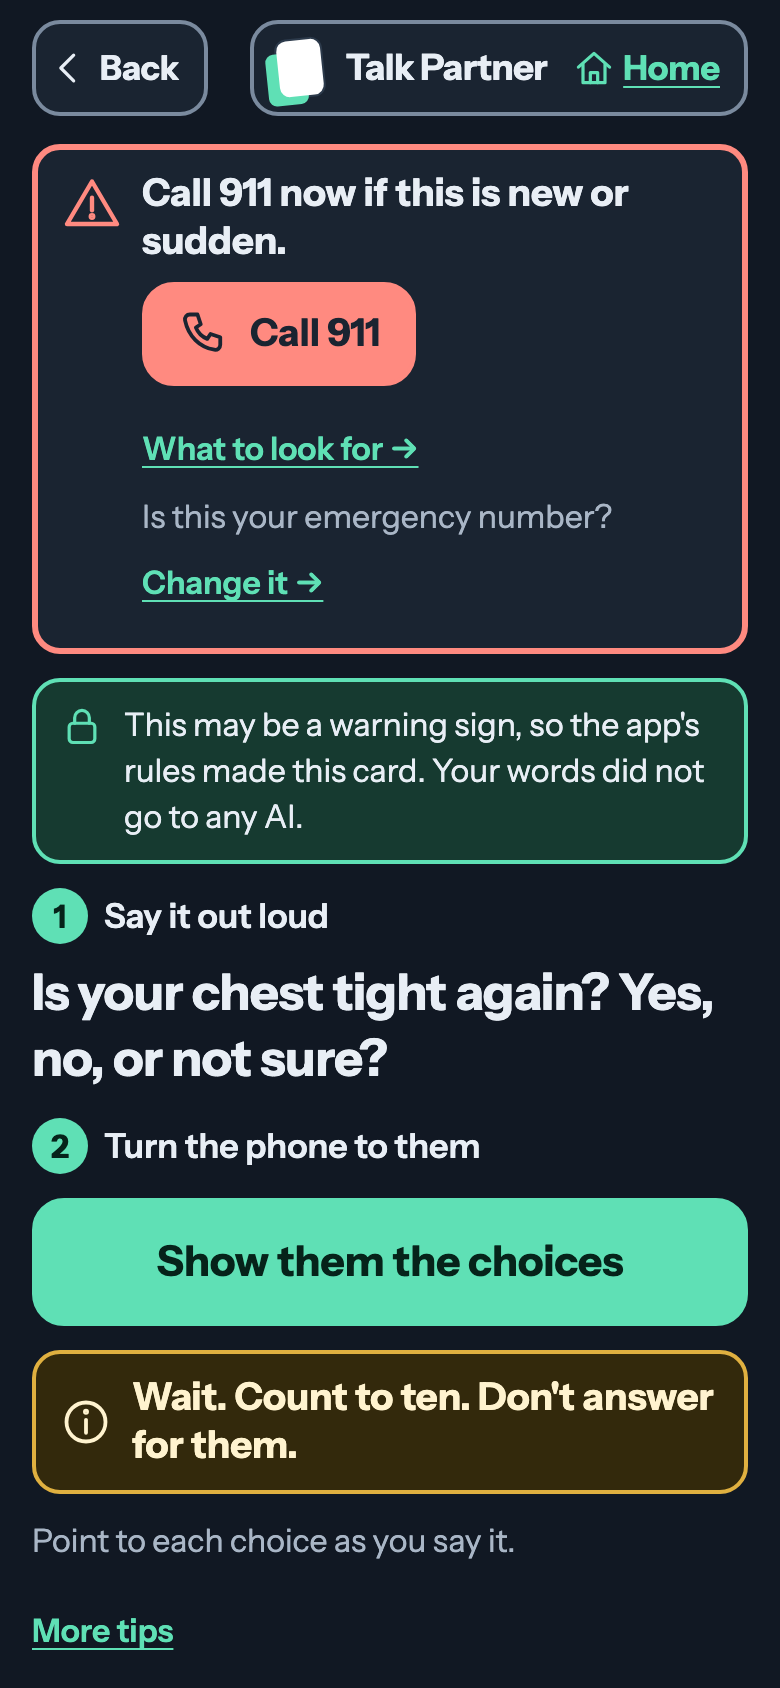 Back
Talk Partner
Home
Call 911 now if this is new or
sudden.
Call 911
What to look for →
Is this your emergency number?
Change it →
This may be a warning sign, so the app's
rules made this card. Your words did not
go to any AI.
1 Say it out loud
Is your chest tight again? Yes,
no, or not sure?
2 Turn the phone to them
Show them the choices
Wait. Count to ten. Don't answer
for them.
Point to each choice as you say it.
More tips